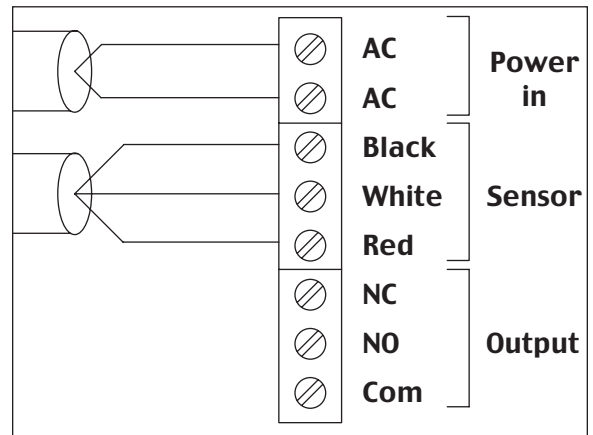 AC
AC
Power
in
Black
White
Red
Sensor
NC
NO
Com
Output